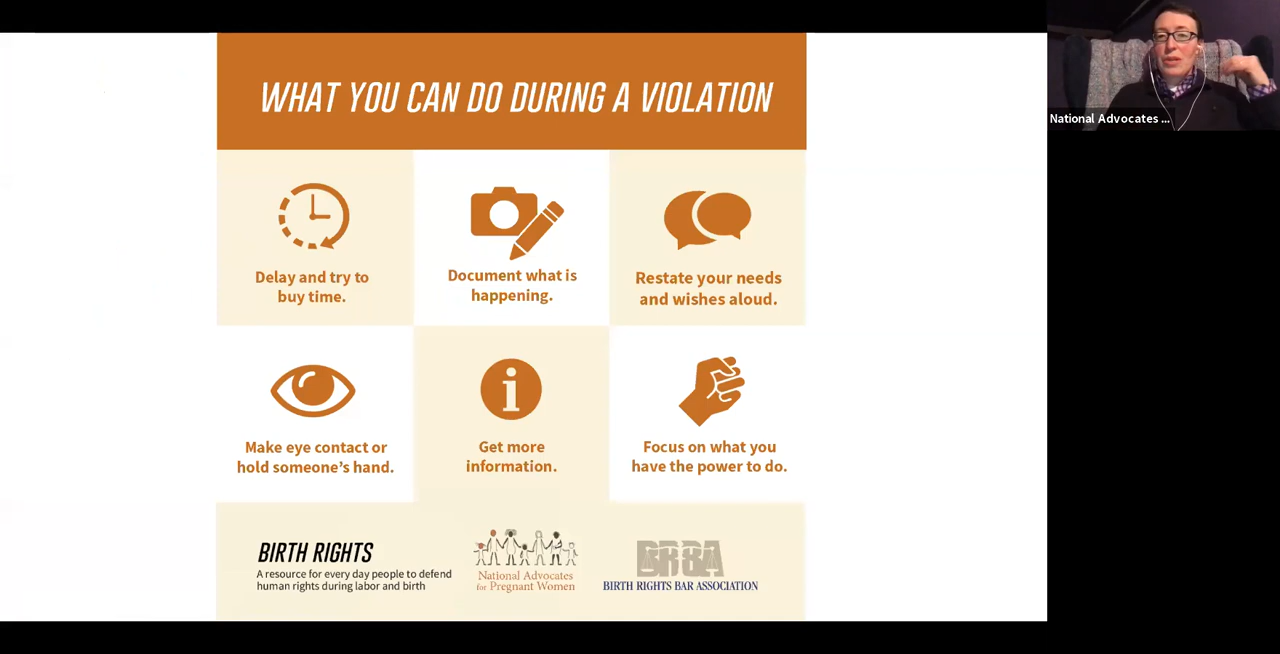 WHAT YOU CAN DO DURING A VIOLATION
Delay and try to
buy time.
Document what is
happening.
Restate your needs
and wishes aloud.
Make eye contact or
hold someone's hand.
Get more
information.
Focus on what you
have the power to do.
BIRTH RIGHTS
A resource for every day people to defend
human rights during labor and birth
National Advocates
for Pregnant Women
BRBA
BIRTH RIGHTS BAR ASSOCIATION
National Advocates ...